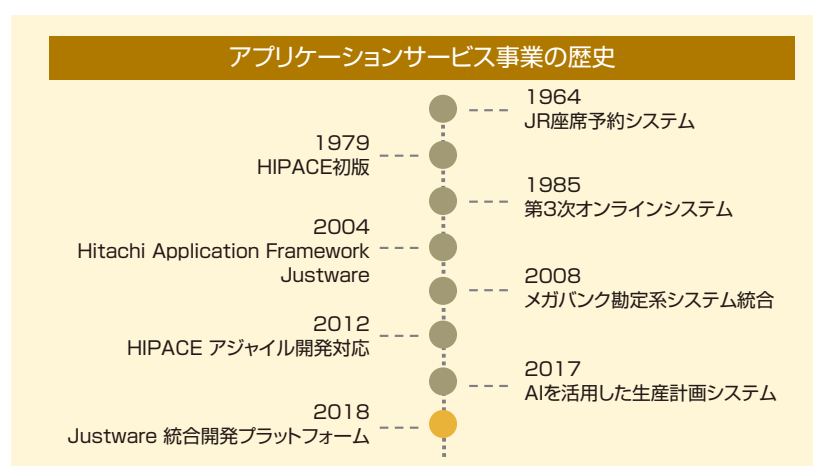 アプリケーションサービス事業の歴史
1964
JR座席予約システム
1979
HIPACE初版
1985
第3次オンラインシステム
2004
Hitachi Application Framework
Justware
2008
メガバンク勘定系システム統合
2012
HIPACE アジャイル開発対応
2017
AIを活用した生産計画システム
2018
Justware 統合開発プラットフォーム